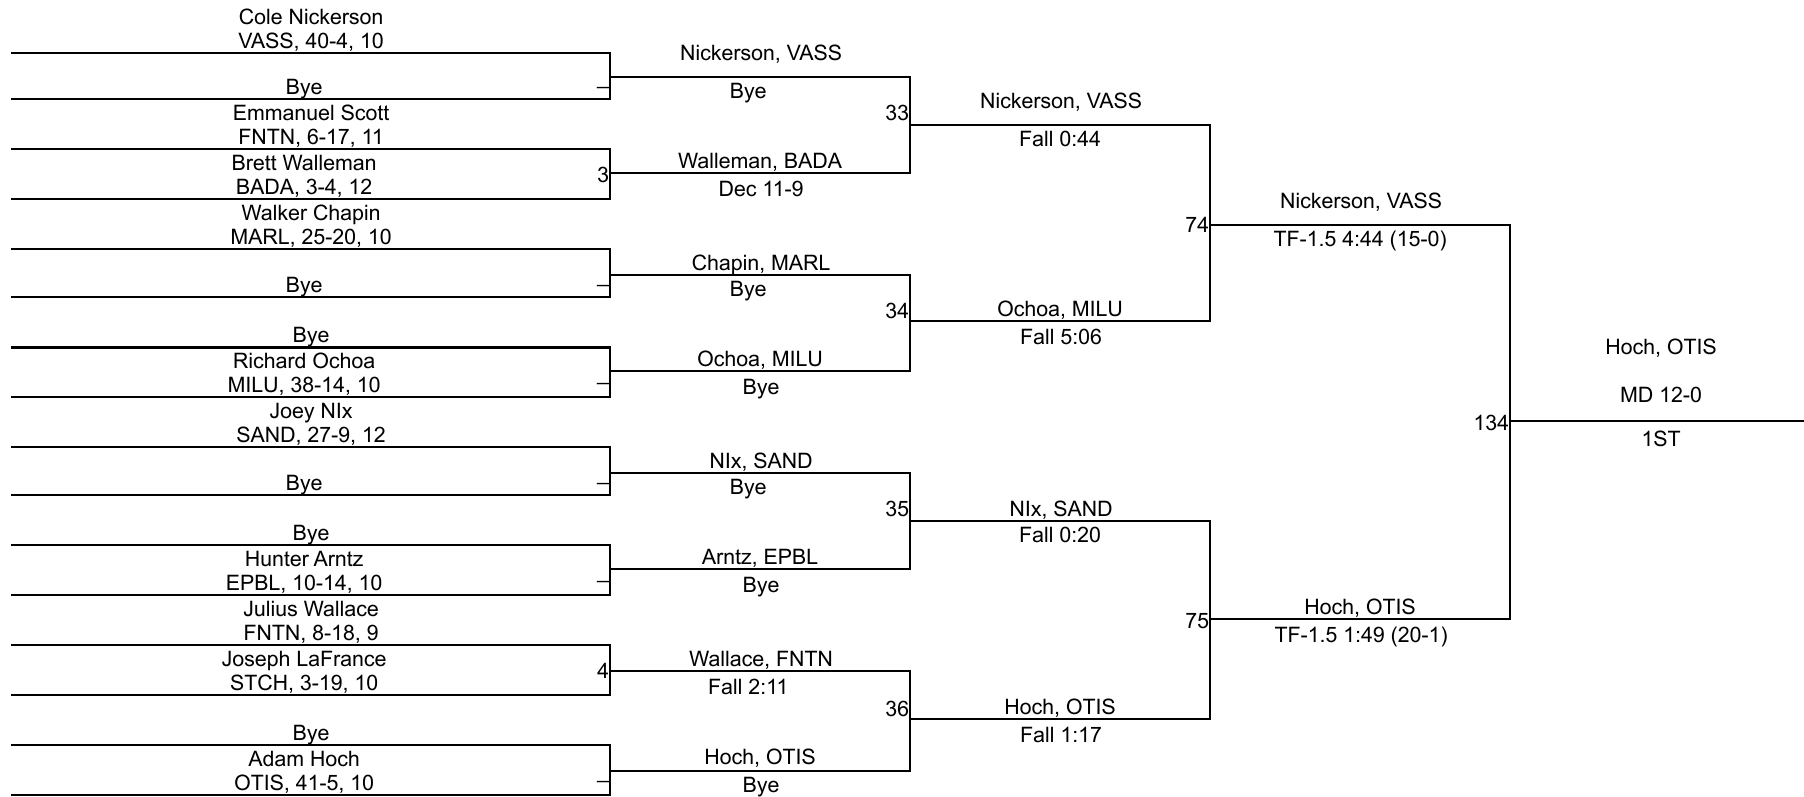 Cole Nickerson
VASS, 40-4, 10
Bye
Emmanuel Scott
FNTN, 6-17, 11
Brett Walleman
BADA, 3-4, 12
Walker Chapin
MARL, 25-20, 10
Bye
Bye
Richard Ochoa
MILU, 38-14, 10
Joey NIx
SAND, 27-9, 12
Bye
Bye
Hunter Arntz
EPBL, 10-14, 10
Julius Wallace
FNTN, 8-18, 9
Joseph LaFrance
STCH, 3-19, 10
Bye
Adam Hoch
OTIS, 41-5, 10
3
4
Nickerson, VASS
Bye
Walleman, BADA
Dec 11-9
Chapin, MARL
Bye
Ochoa, MILU
Bye
NIx, SAND
Bye
Arntz, EPBL
Bye
Wallace, FNTN
Fall 2:11
Hoch, OTIS
Bye
33
34
35
36
Nickerson, VASS
Fall 0:44
Ochoa, MILU
Fall 5:06
NIx, SAND
Fall 0:20
Hoch, OTIS
Fall 1:17
74
75
Nickerson, VASS
TF-1.5 4:44 (15-0)
Hoch, OTIS
TF-1.5 1:49 (20-1)
134
Hoch, OTIS
MD 12-0
1ST